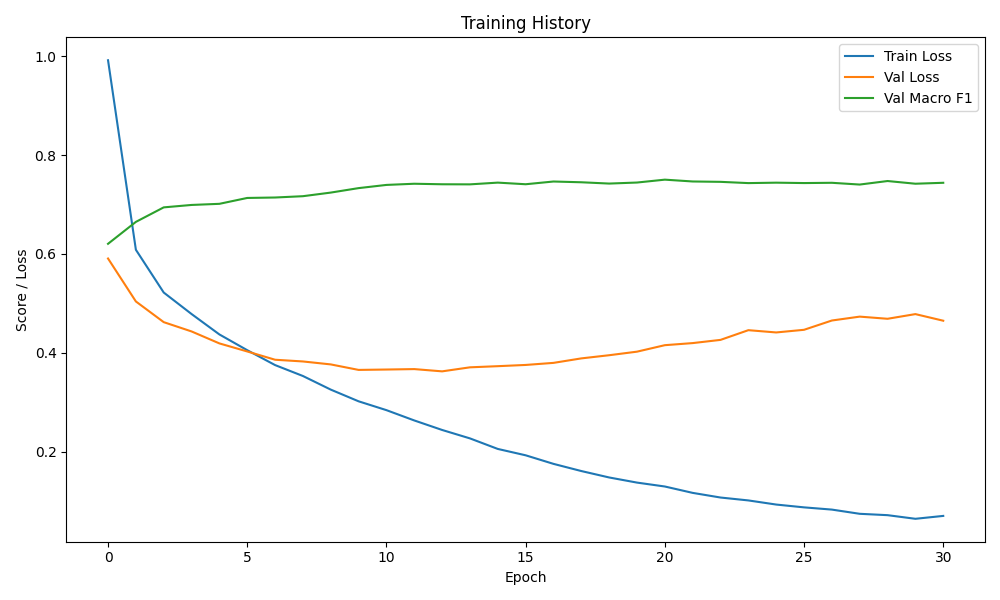 Training History
Train Loss
Val Loss
Val Macro F1
1.0
0.8
0.6
0.4
0.2
Score / Loss
0 5 10 15 20 25 30
Epoch